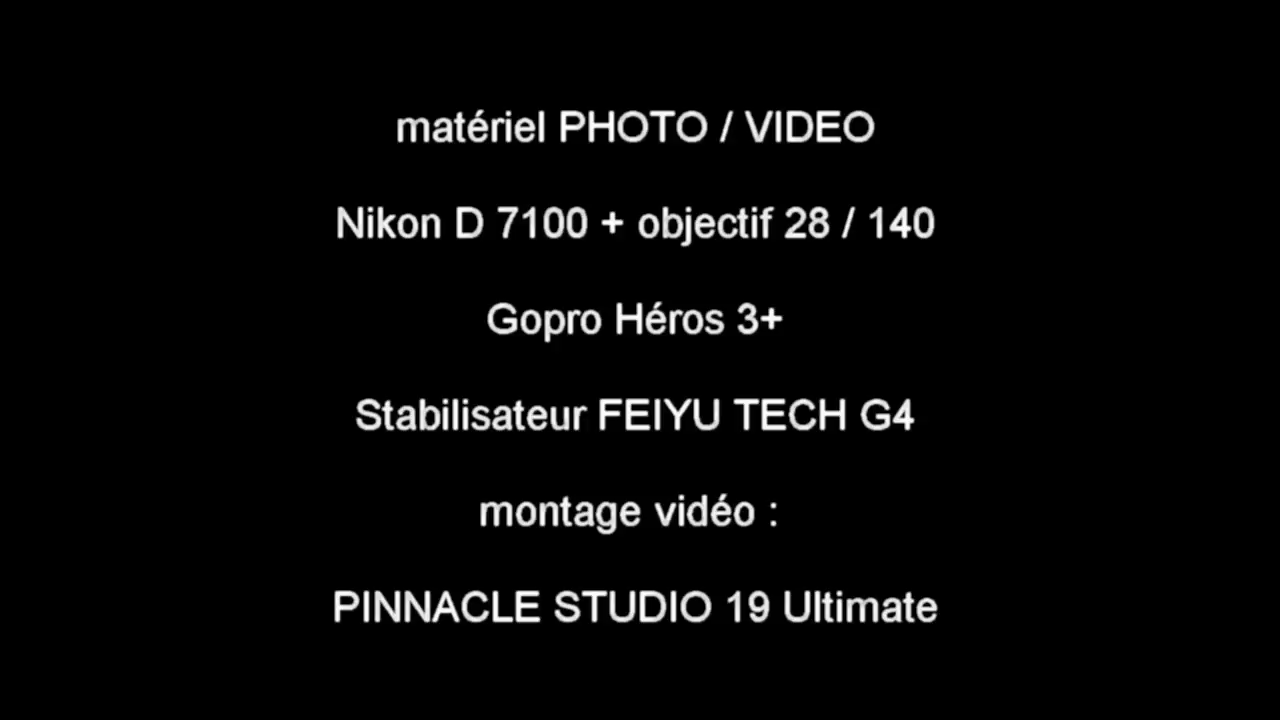 matériel PHOTO / VIDEO
Nikon D 7100 + objectif 28 / 140
Gopro Héros 3+
Stabilisateur FEIYU TECH G4
montage vidéo :
PINNACLE STUDIO 19 Ultimate